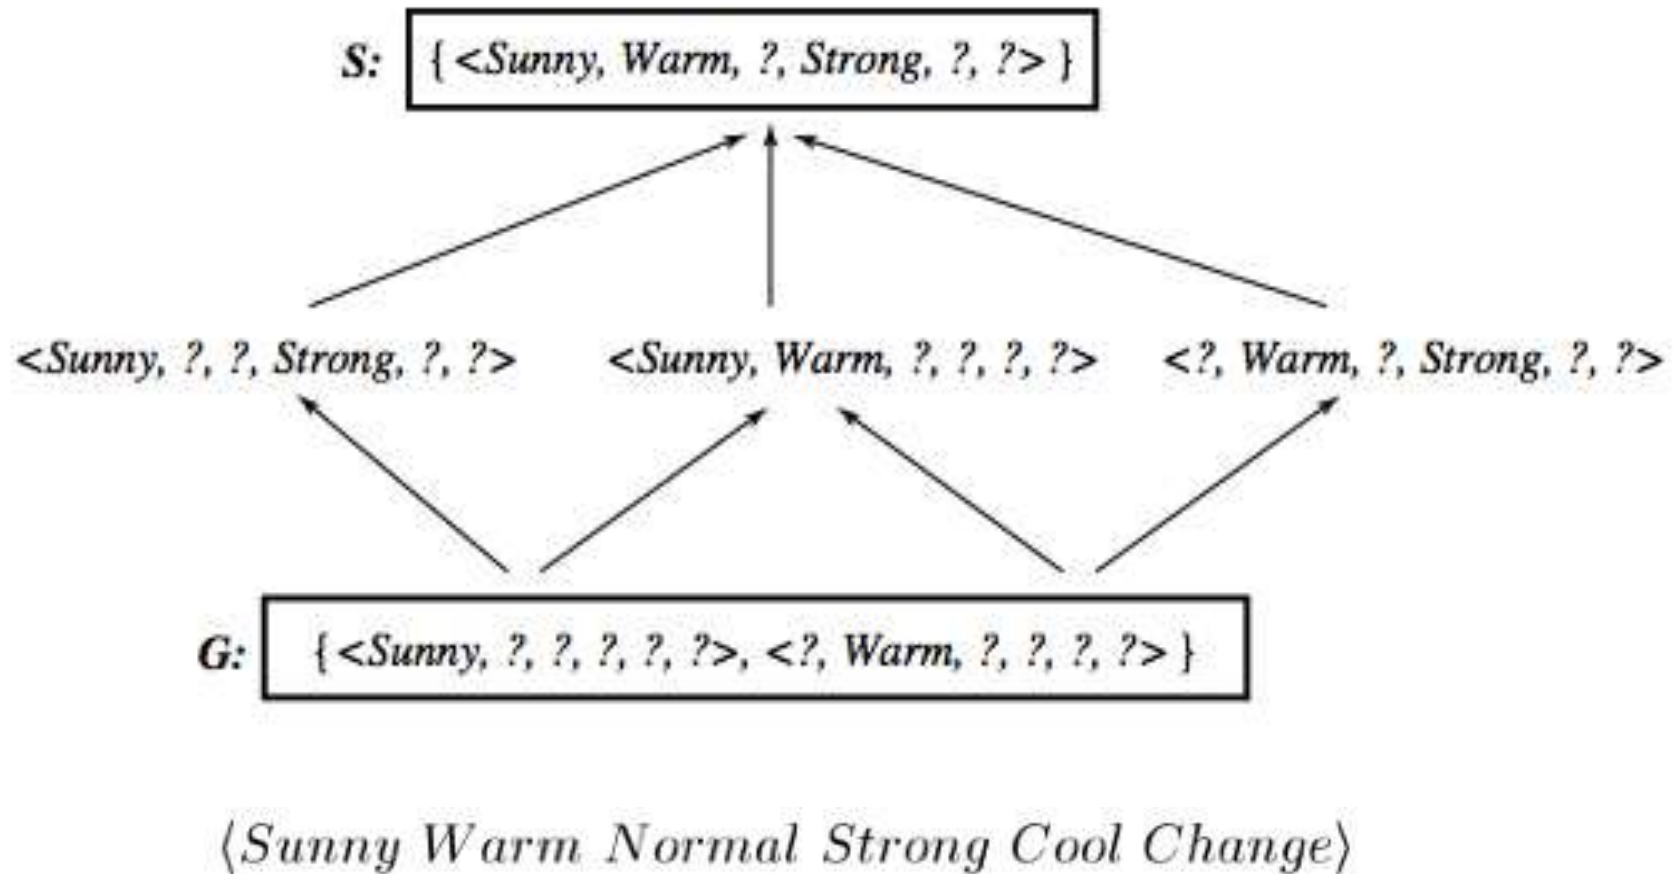 S: { <Sunny, Warm, ?, Strong, ?, ?> }
<Sunny, ?, ?, Strong, ?, ?> <Sunny, Warm, ?, ?, ?, ?> <?, Warm, ?, Strong, ?, ?>
G: { <Sunny, ?, ?, ?, ?, ?>, <?, Warm, ?, ?, ?, ?> }
⟨Sunny Warm Normal Strong Cool Change⟩